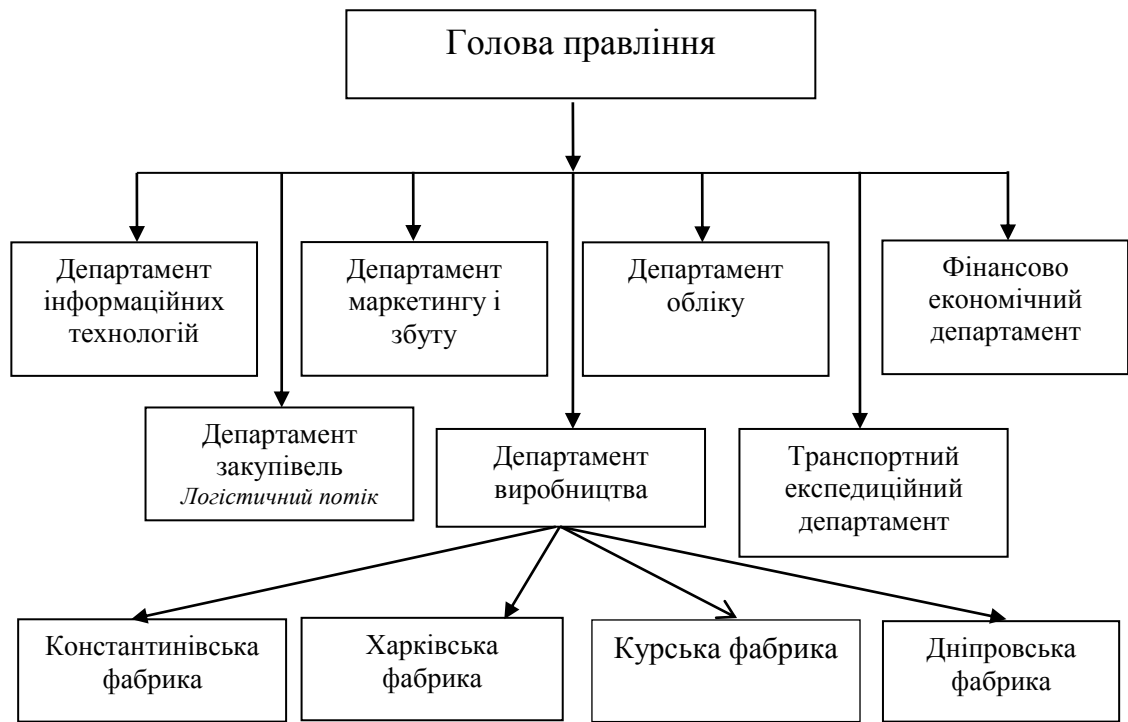 Голова правління
Департамент
інформаційних
технологій
Департамент
маркетингу і
збуту
Департамент
обліку
Фінансово
економічний
департамент
Департамент
закупівель
Логістичний потік
Департамент
виробництва
Транспортний
експедиційний
департамент
Константинівська
фабрика
Харківська
фабрика
Курська фабрика
Дніпровська
фабрика